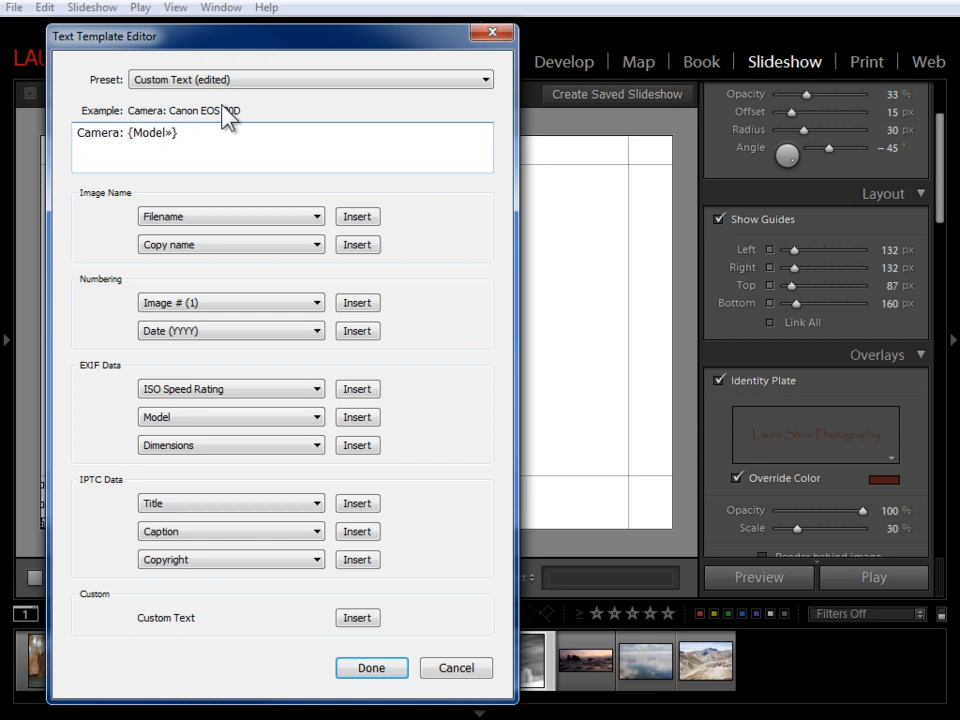 File Edit Slideshow Play View Window Help
Text Template Editor
Develop | Map | Book | Slideshow | Print | Web
Preset: Custom Text (edited)
Example: Camera: Canon EOS
Camera: {Model»}
Image Name
Filename Insert
Copy name Insert
Numbering
Image # (1) Insert
Date (YYYY) Insert
EXIF Data
ISO Speed Rating Insert
Model Insert
Dimensions Insert
IPTC Data
Title Insert
Caption Insert
Copyright Insert
Custom
Custom Text Insert
Done Cancel
Create Saved Slideshow
Opacity 33 %
Offset 15 px
Radius 30 px
Angle – 45 °
Layout
Show Guides
Left 132 px
Right 132 px
Top 87 px
Bottom 160 px
Link All
Overlays
Identity Plate
Laura Shoe Photography
Override Color
Opacity 100 %
Scale 30 %
Render behind image
Preview Play
1
≥ Filters Off